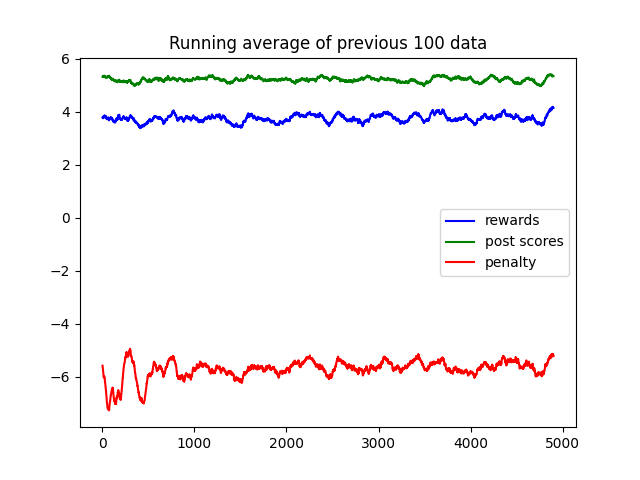 Running average of previous 100 data
6
4
2
0
−2
−4
−6
rewards
post scores
penalty
0 1000 2000 3000 4000 5000